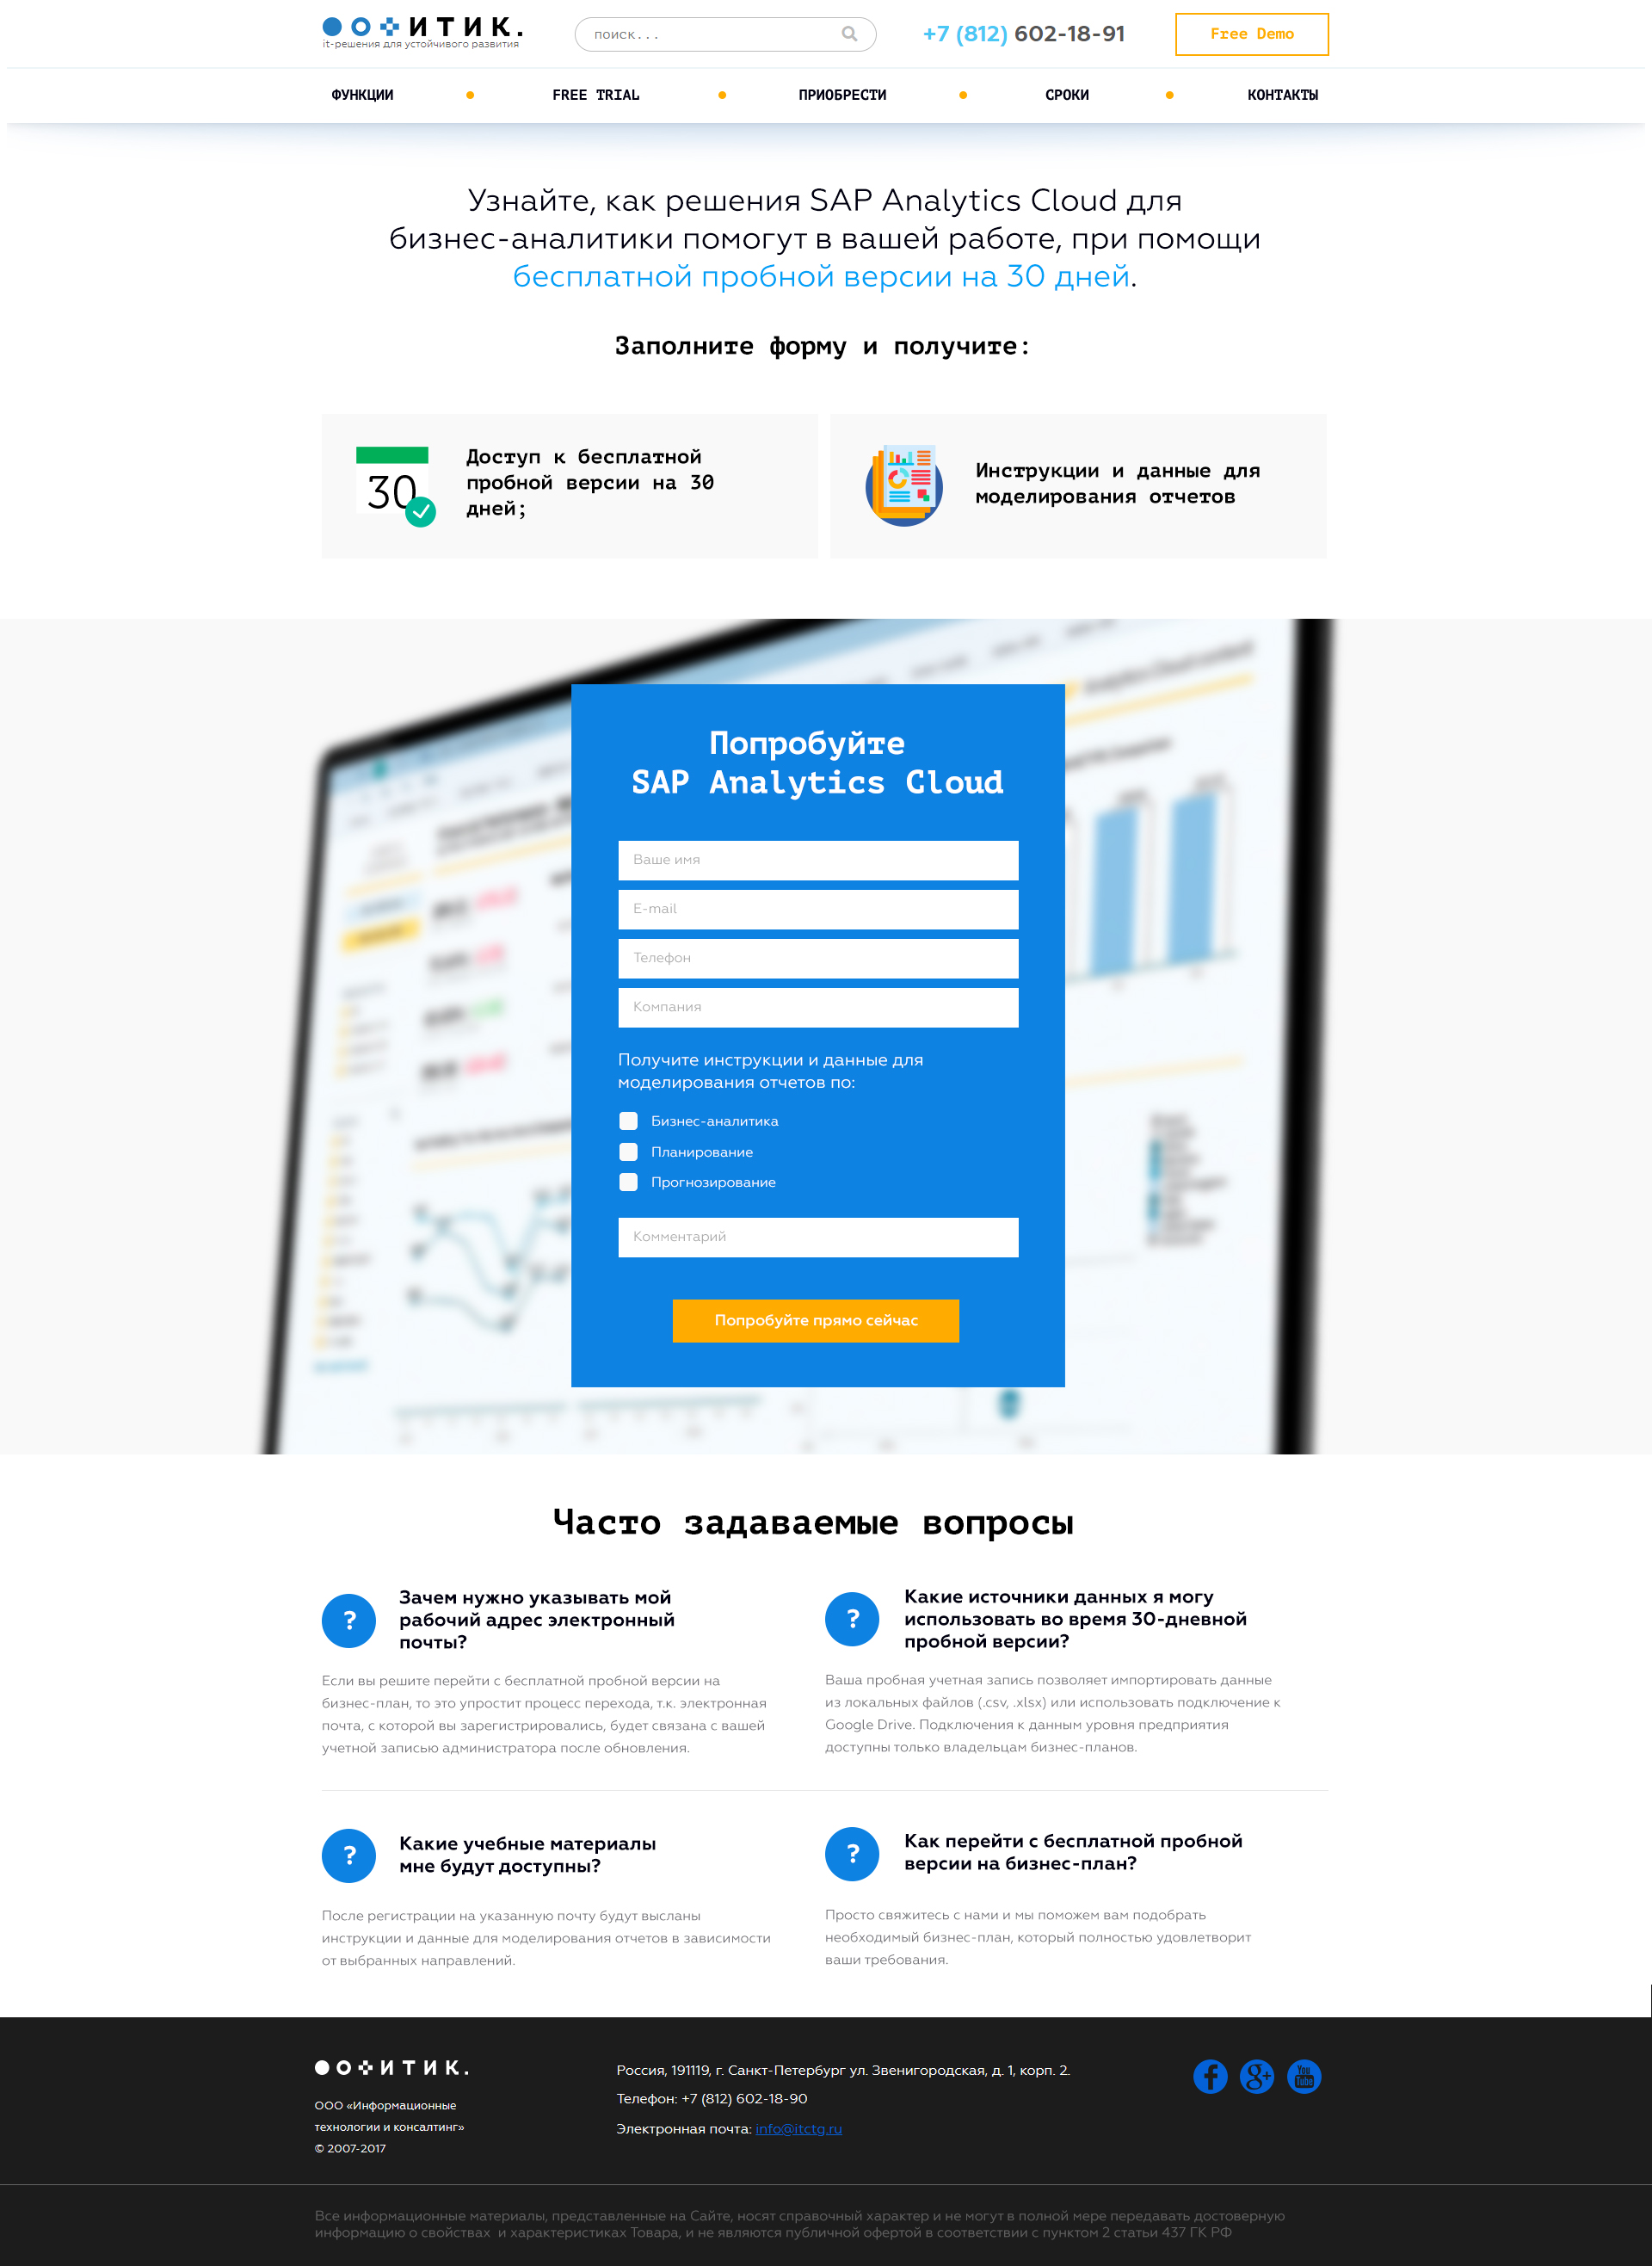 ИТИК.
it-решения для устойчивого развития
поиск...
+7 (812) 602-18-91
Free Demo
ФУНКЦИИ
FREE TRIAL
ПРИОБРЕСТИ
СРОКИ
КОНТАКТЫ
Узнайте, как решения SAP Analytics Cloud для
бизнес-аналитики помогут в вашей работе, при помощи
бесплатной пробной версии на 30 дней.
Заполните форму и получите:
30
Доступ к бесплатной
пробной версии на 30
дней;
Инструкции и данные для
моделирования отчетов
Попробуйте
SAP Analytics Cloud
Ваше имя
E-mail
Телефон
Компания
Получите инструкции и данные для
моделирования отчетов по:
Бизнес-аналитика
Планирование
Прогнозирование
Комментарий
Попробуйте прямо сейчас
Часто задаваемые вопросы
?
Зачем нужно указывать мой
рабочий адрес электронный
почты?
Если вы решите перейти с бесплатной пробной версии на
бизнес-план, то это упростит процесс перехода, т.к. электронная
почта, с которой вы зарегистрировались, будет связана с вашей
учетной записью администратора после обновления.
?
Какие источники данных я могу
использовать во время 30-дневной
пробной версии?
Ваша пробная учетная запись позволяет импортировать данные
из локальных файлов (.csv, .xlsx) или использовать подключение к
Google Drive. Подключения к данным уровня предприятия
доступны только владельцам бизнес-планов.
?
Какие учебные материалы
мне будут доступны?
После регистрации на указанную почту будут высланы
инструкции и данные для моделирования отчетов в зависимости
от выбранных направлений.
?
Как перейти с бесплатной пробной
версии на бизнес-план?
Просто свяжитесь с нами и мы поможем вам подобрать
необходимый бизнес-план, который полностью удовлетворит
ваши требования.
ИТИК.
ООО «Информационные
технологии и консалтинг»
© 2007-2017
Россия, 191119, г. Санкт-Петербург ул. Звенигородская, д. 1, корп. 2.
Телефон: +7 (812) 602-18-90
Электронная почта: info@itctg.ru
f
g+
You Tube
Все информационные материалы, представленные на Сайте, носят справочный характер и не могут в полной мере передавать достоверную
информацию о свойствах и характеристиках Товара, и не являются публичной офертой в соответствии с пунктом 2 статьи 437 ГК РФ